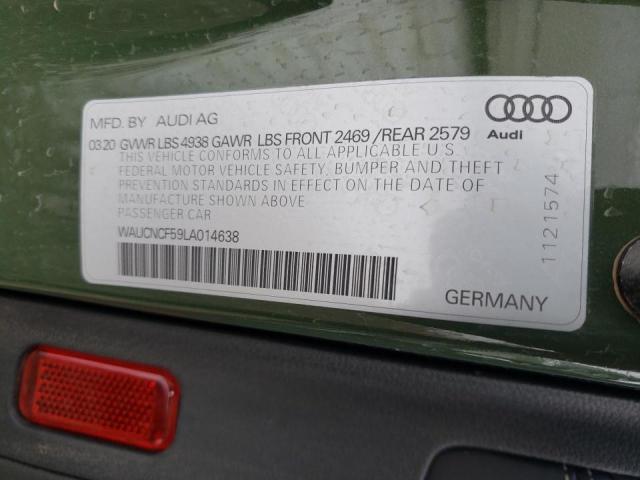 MFD. BY AUDI AG
03.20 GVWR LBS 4938 GAWR LBS FRONT 2469 /REAR 2579
THIS VEHICLE CONFORMS TO ALL APPLICABLE U S
FEDERAL MOTOR VEHICLE SAFETY, BUMPER AND THEFT
PREVENTION STANDARDS IN EFFECT ON THE DATE OF
MANUFACTURE SHOWN ABOVE
PASSENGER CAR
WAUCNCF59LA014638
Audi
1121574
GERMANY